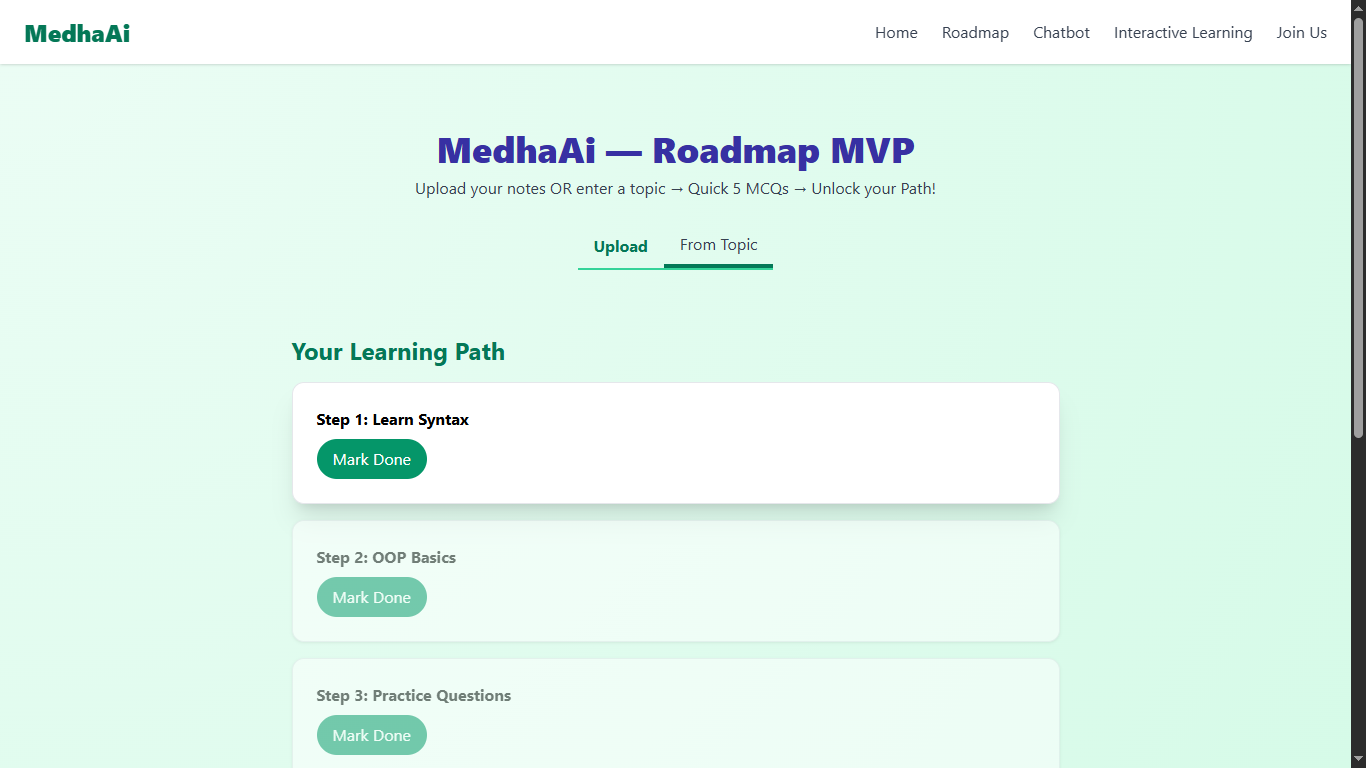 MedhaAi
Home Roadmap Chatbot Interactive Learning Join Us
MedhaAi — Roadmap MVP
Upload your notes OR enter a topic → Quick 5 MCQs → Unlock your Path!
Upload From Topic
Your Learning Path
Step 1: Learn Syntax
Mark Done
Step 2: OOP Basics
Mark Done
Step 3: Practice Questions
Mark Done